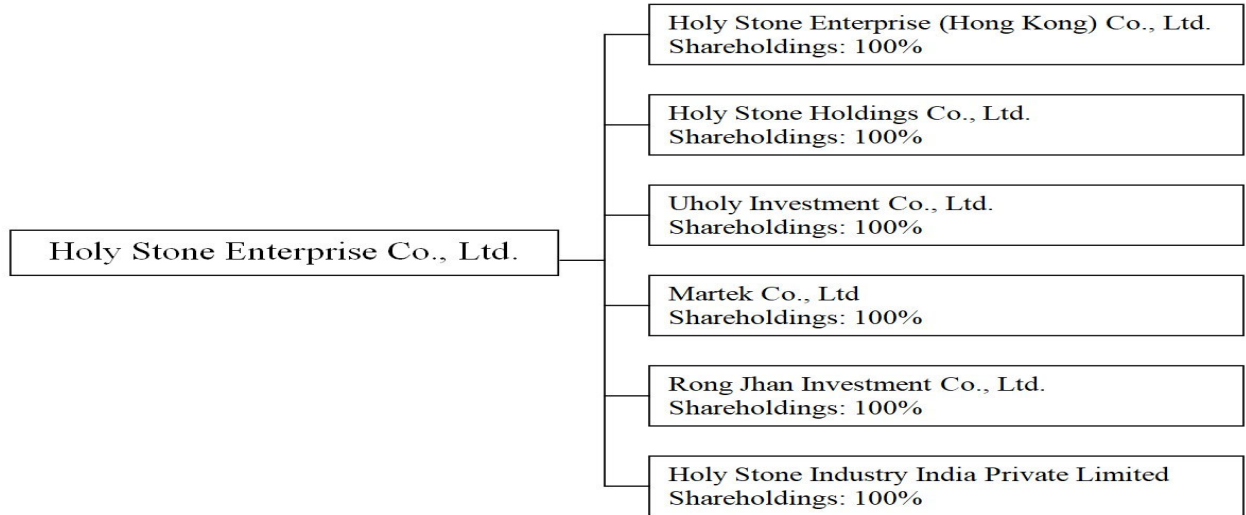 Holy Stone Enterprise (Hong Kong) Co., Ltd.
Shareholdings: 100%
Holy Stone Holdings Co., Ltd.
Shareholdings: 100%
Uholy Investment Co., Ltd.
Shareholdings: 100%
Holy Stone Enterprise Co., Ltd.
Martek Co., Ltd
Shareholdings: 100%
Rong Jhan Investment Co., Ltd.
Shareholdings: 100%
Holy Stone Industry India Private Limited
Shareholdings: 100%